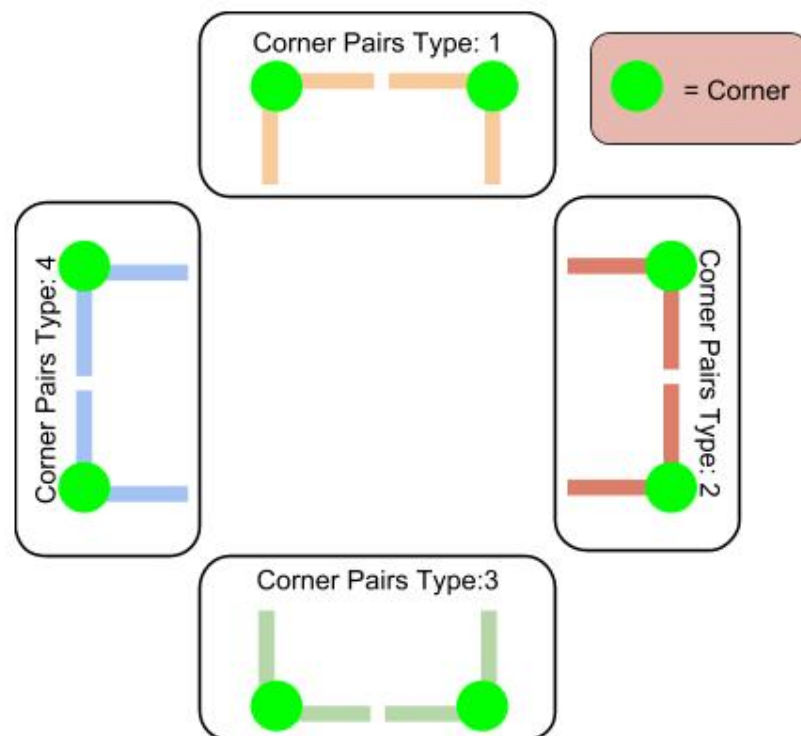 Corner Pairs Type: 1
= Corner
Corner Pairs Type: 4
Corner Pairs Type: 2
Corner Pairs Type:3